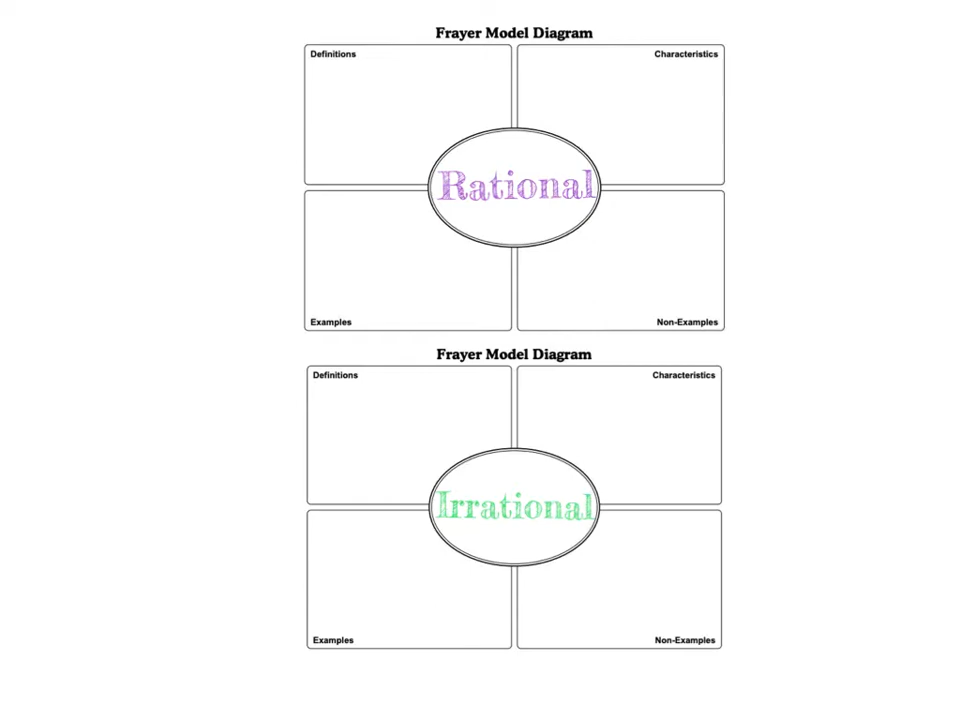 Frayer Model Diagram
Definitions
Characteristics
Rational
Examples
Non-Examples
Frayer Model Diagram
Definitions
Characteristics
Irrational
Examples
Non-Examples